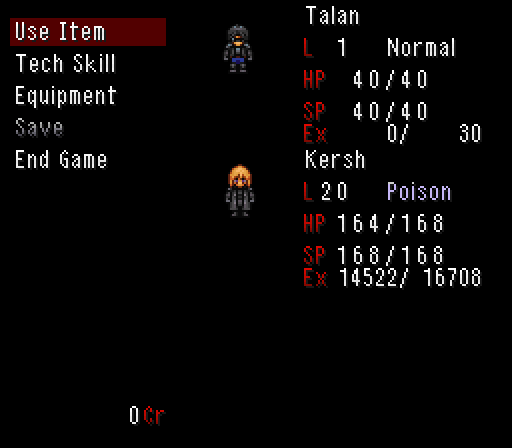 Use Item
Tech Skill
Equipment
Save
End Game
Talan
L 1 Normal
HP 40/40
SP 40/40
Ex 0/ 30
Kersh
L 20 Poison
HP 164/168
SP 168/168
Ex 14522/ 16708
0Cr